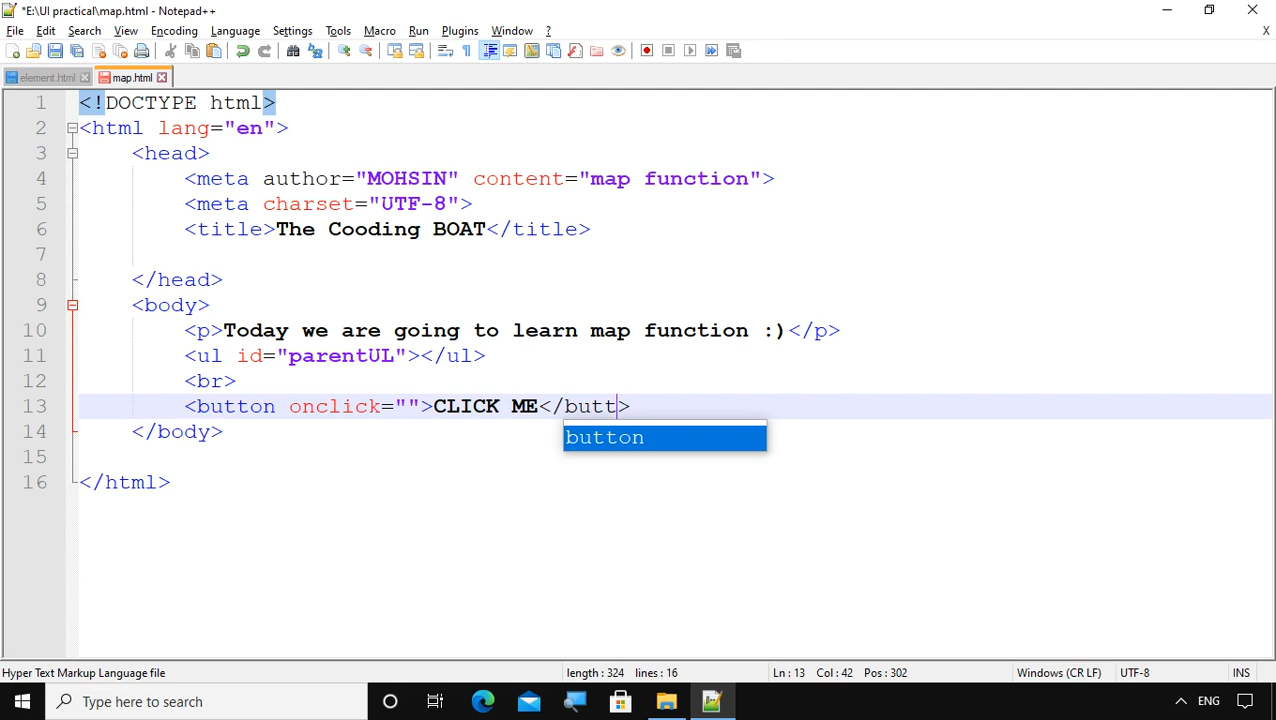 *E:\UI practical\map.html - Notepad++
File Edit Search View Encoding Language Settings Tools Macro Run Plugins Window ? X
element.html map.html
1 <!DOCTYPE html>
2 <html lang="en">
3 <head>
4 <meta author="MOHSIN" content="map function">
5 <meta charset="UTF-8">
6 <title>The Cooding BOAT</title>
7
8 </head>
9 <body>
10 <p>Today we are going to learn map function :)</p>
11 <ul id="parentUL"></ul>
12 <br>
13 <button onclick="">CLICK ME</butt>
button
14 </body>
15
16 </html>
Hyper Text Markup Language file length : 324 lines : 16 Ln : 13 Col : 42 Pos : 302 Windows (CR LF) UTF-8 INS
Type here to search ENG